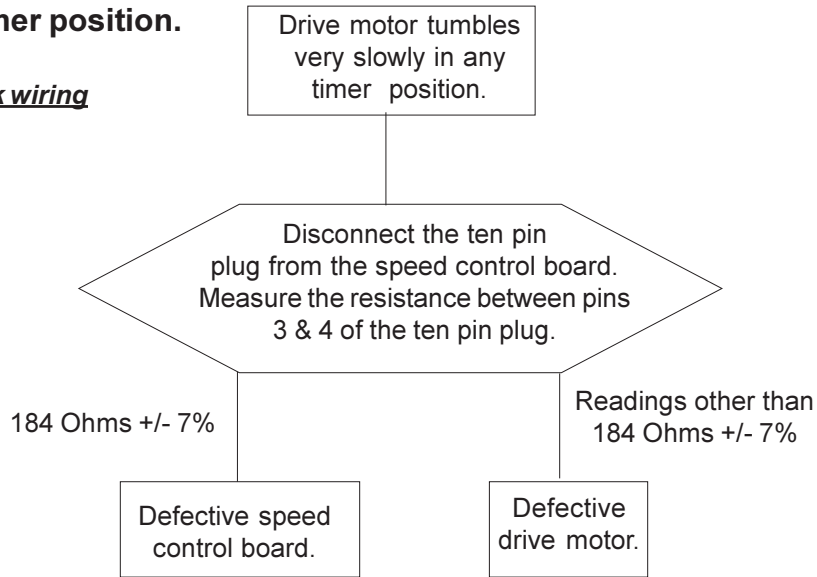 mer position.
k wiring
Drive motor tumbles
very slowly in any
timer position.
Disconnect the ten pin
plug from the speed control board.
Measure the resistance between pins
3 & 4 of the ten pin plug.
184 Ohms +/- 7%
Readings other than
184 Ohms +/- 7%
Defective speed
control board.
Defective
drive motor.